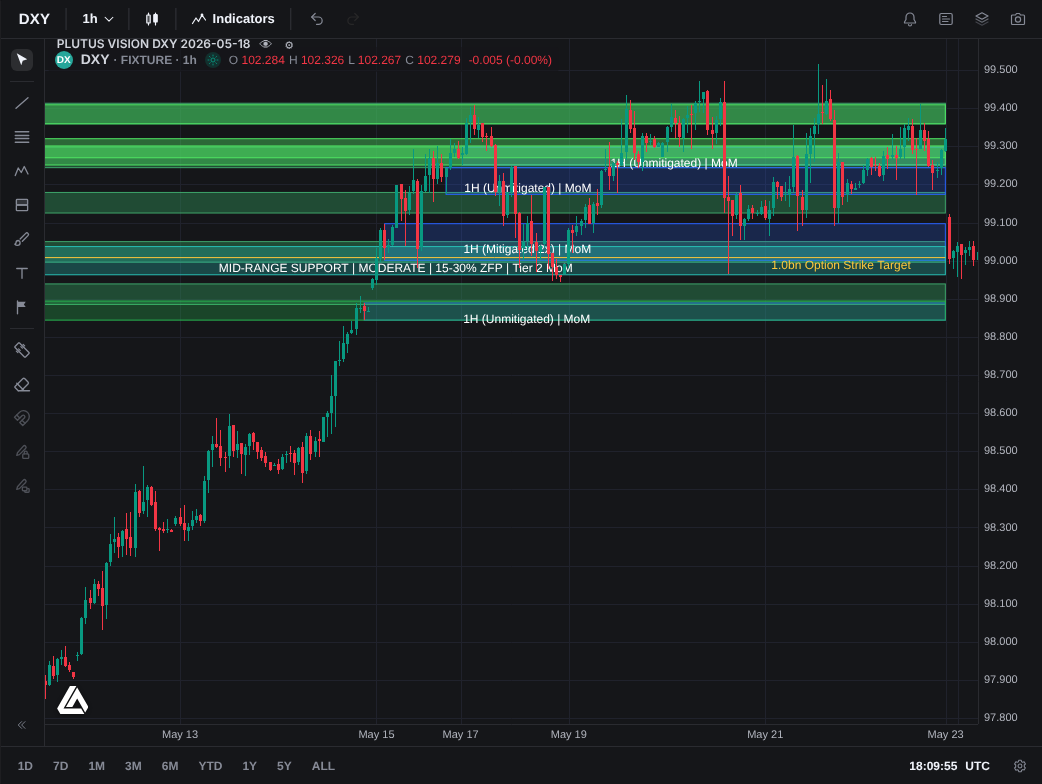 DXY 1h Indicators
PLUTUS VISION DXY 2026-05-18
DX DXY · FIXTURE · 1h O 102.284 H 102.326 L 102.267 C 102.279 -0.005 (-0.00%)
99.500
99.400
99.300
1H (Unmitigated) | MoM
99.200
1H (Unmitigated) | MoM
99.100
1H (Mitigated 2x) | MoM
99.000
MID-RANGE SUPPORT | MODERATE | 15-30% ZFP | Tier 2 MoM
1.0bn Option Strike Target
98.900
1H (Unmitigated) | MoM
98.800
98.700
98.600
98.500
98.400
98.300
98.200
98.100
98.000
97.900
97.800
May 13 May 15 May 17 May 19 May 21 May 23
1D 7D 1M 3M 6M YTD 1Y 5Y ALL 18:09:55 UTC